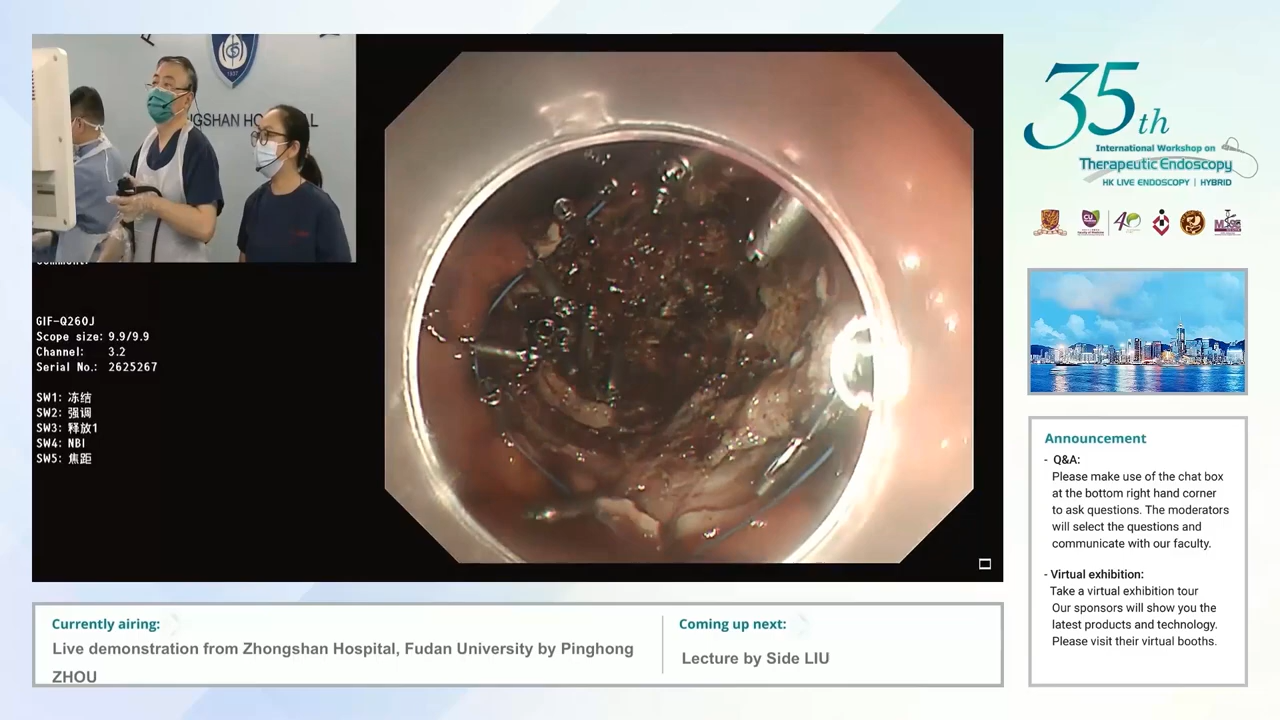 NGSHAN HO
AL
1937
GIF-Q260J
Scope size: 9.9/9.9
Channel: 3.2
Serial No.: 2625267
SW1: 冻结
SW2: 强调
SW3: 释放1
SW4: NBI
SW5: 焦距
35th
International Workshop on
Therapeutic Endoscopy
HK LIVE ENDOSCOPY | HYBRID
Announcement
- Q&A:
Please make use of the chat box
at the bottom right hand corner
to ask questions. The moderators
will select the questions and
communicate with our faculty.
- Virtual exhibition:
Take a virtual exhibition tour
Our sponsors will show you the
latest products and technology.
Please visit their virtual booths.
Currently airing:
Live demonstration from Zhongshan Hospital, Fudan University by Pinghong
ZHOU
Coming up next:
Lecture by Side LIU